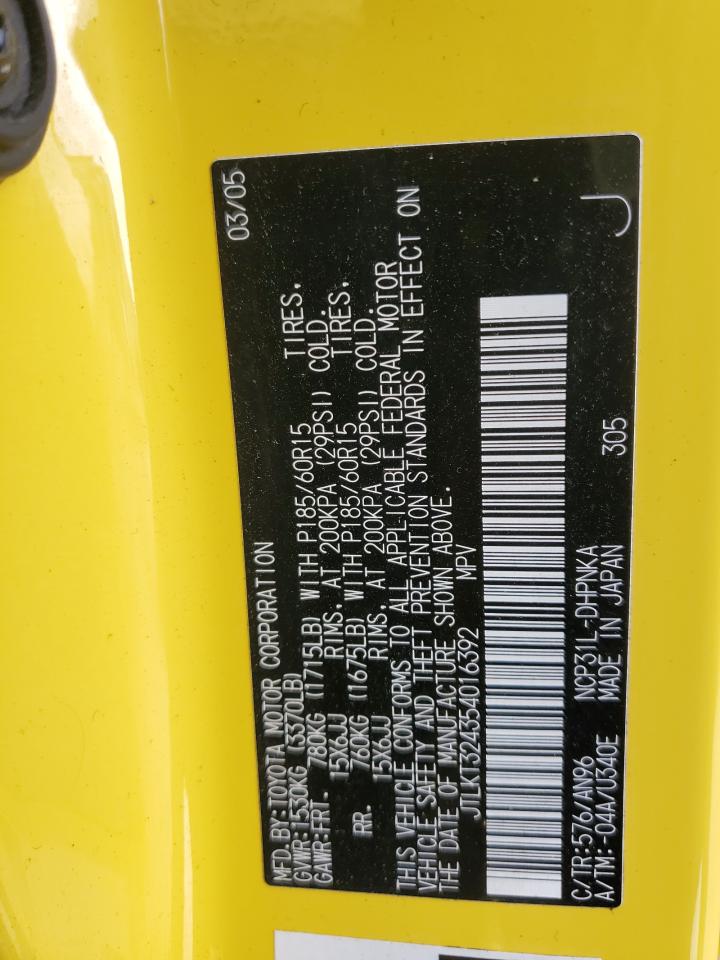 MFD.BY:TOYOTA MOTOR CORPORATION 03/05
GVWR:1530KG (3370LB)
GAWR:FRT. 780KG (1715LB) WITH P185/60R15 TIRES.
15X6JJ RIMS, AT 200KPA (29PSI) COLD.
RR. 760KG (1675LB) WITH P185/60R15 TIRES.
15X6JJ RIMS, AT 200KPA (29PSI) COLD.
THIS VEHICLE CONFORMS TO ALL APPLICABLE FEDERAL MOTOR
VEHICLE SAFETY AND THEFT PREVENTION STANDARDS IN EFFECT ON
THE DATE OF MANUFACTURE SHOWN ABOVE.
JTLKT324354016392 MPV
C/TR:576/AN96 NCP31L-DHPNKA
A/TM:-04A/U340E MADE IN JAPAN 305 J